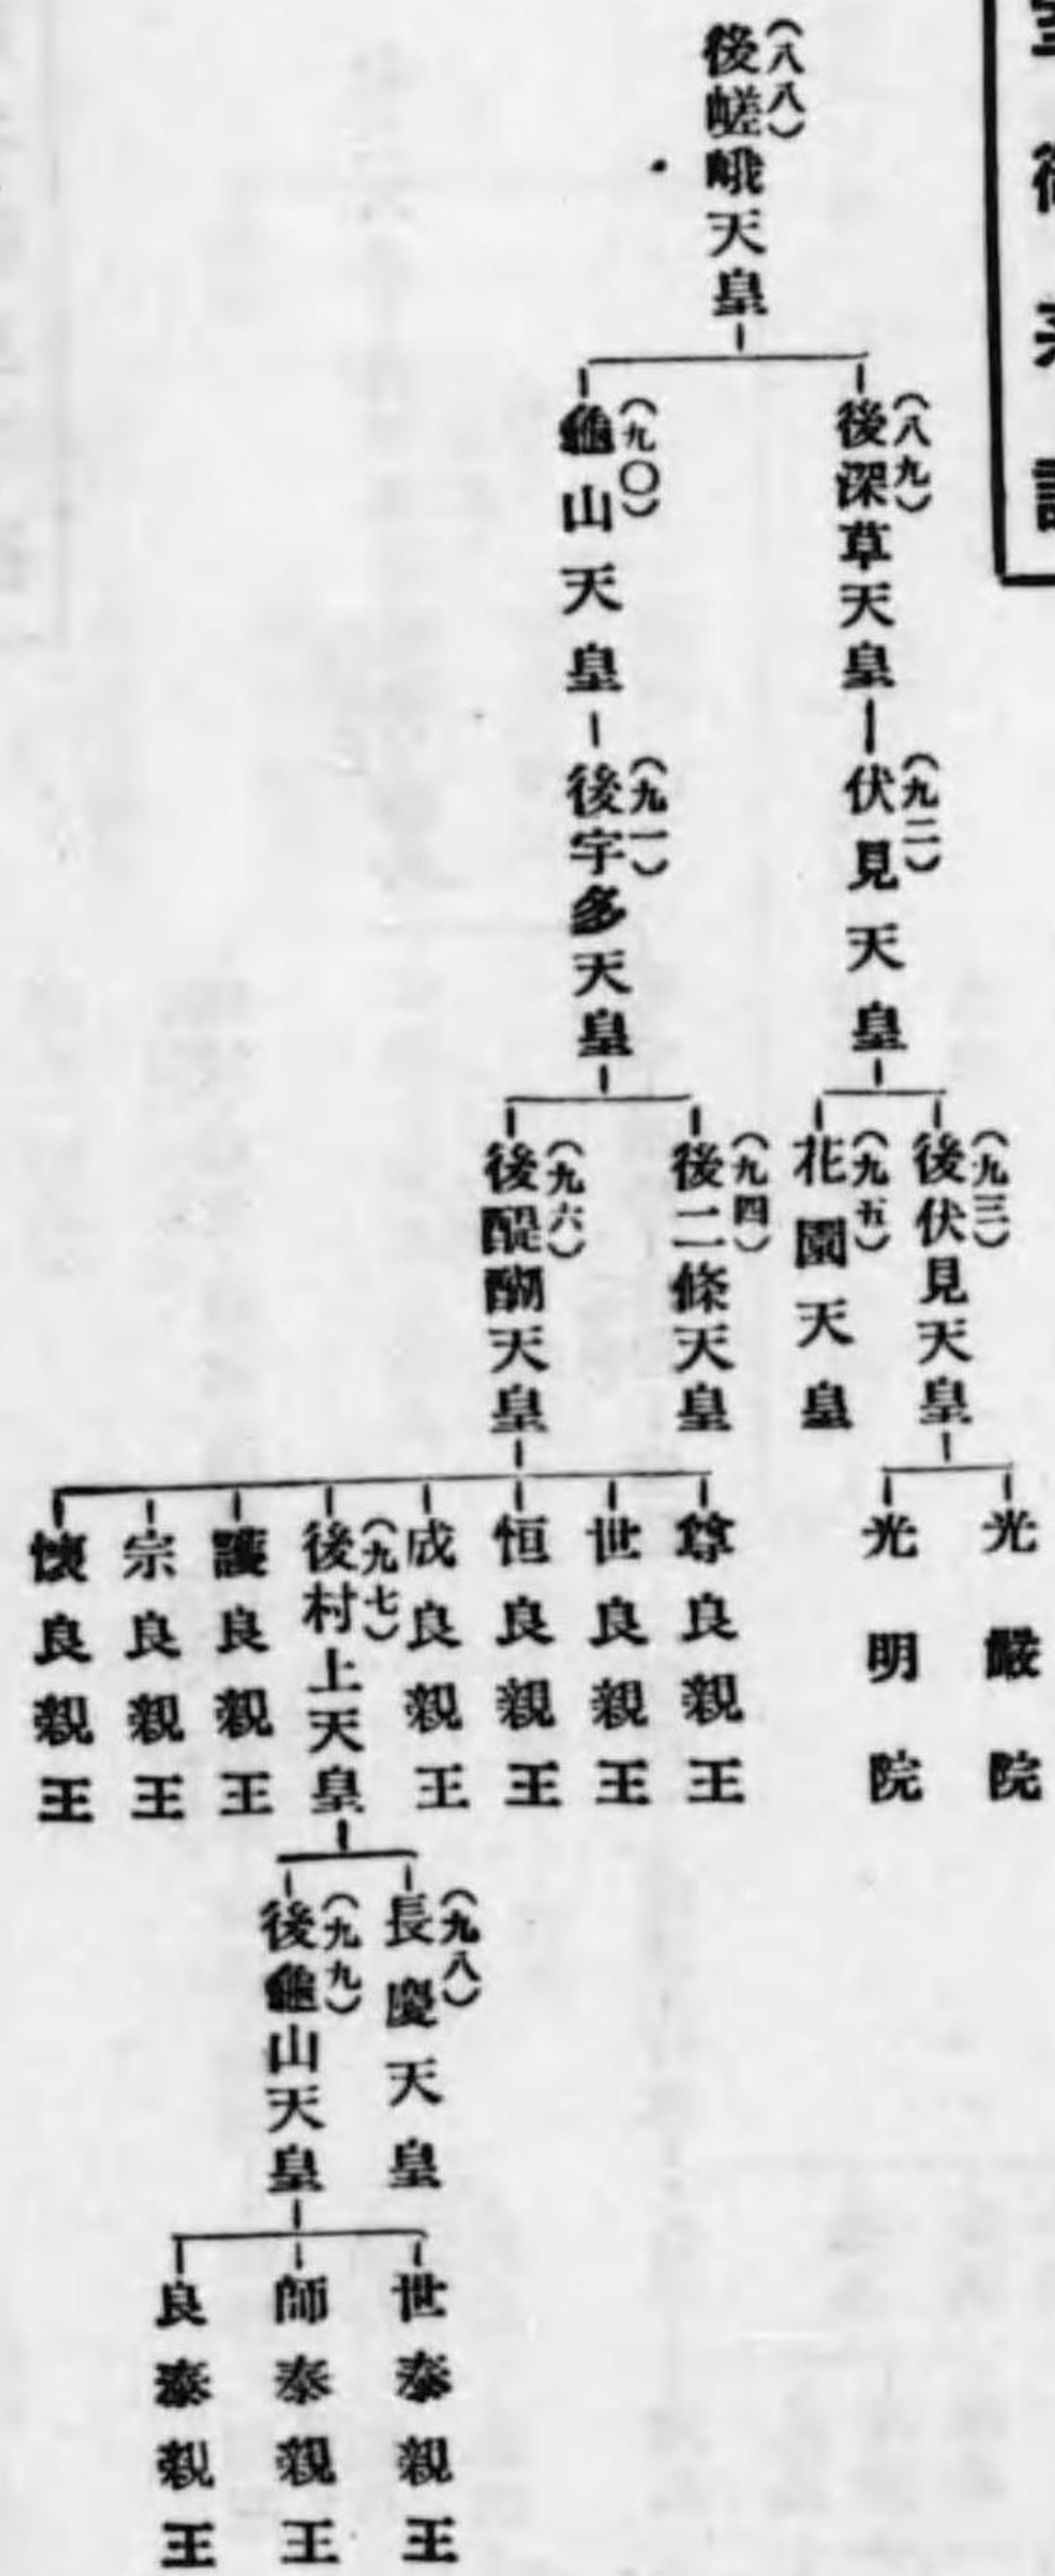 (八八)
後嵯峨天皇
(八九)
後深草天皇
(九二)
伏見天皇
(九三)
後伏見天皇
光嚴院
光明院
(九五)
花園天皇
(九〇)
龜山天皇
(九一)
後宇多天皇
(九四)
後二條天皇
(九六)
後醍醐天皇
尊良親王
世良親王
恒良親王
成良親王
(九七)
後村上天皇
(九八)
長慶天皇
(九九)
後龜山天皇
世泰親王
師泰親王
良泰親王
護良親王
宗良親王
懷良親王